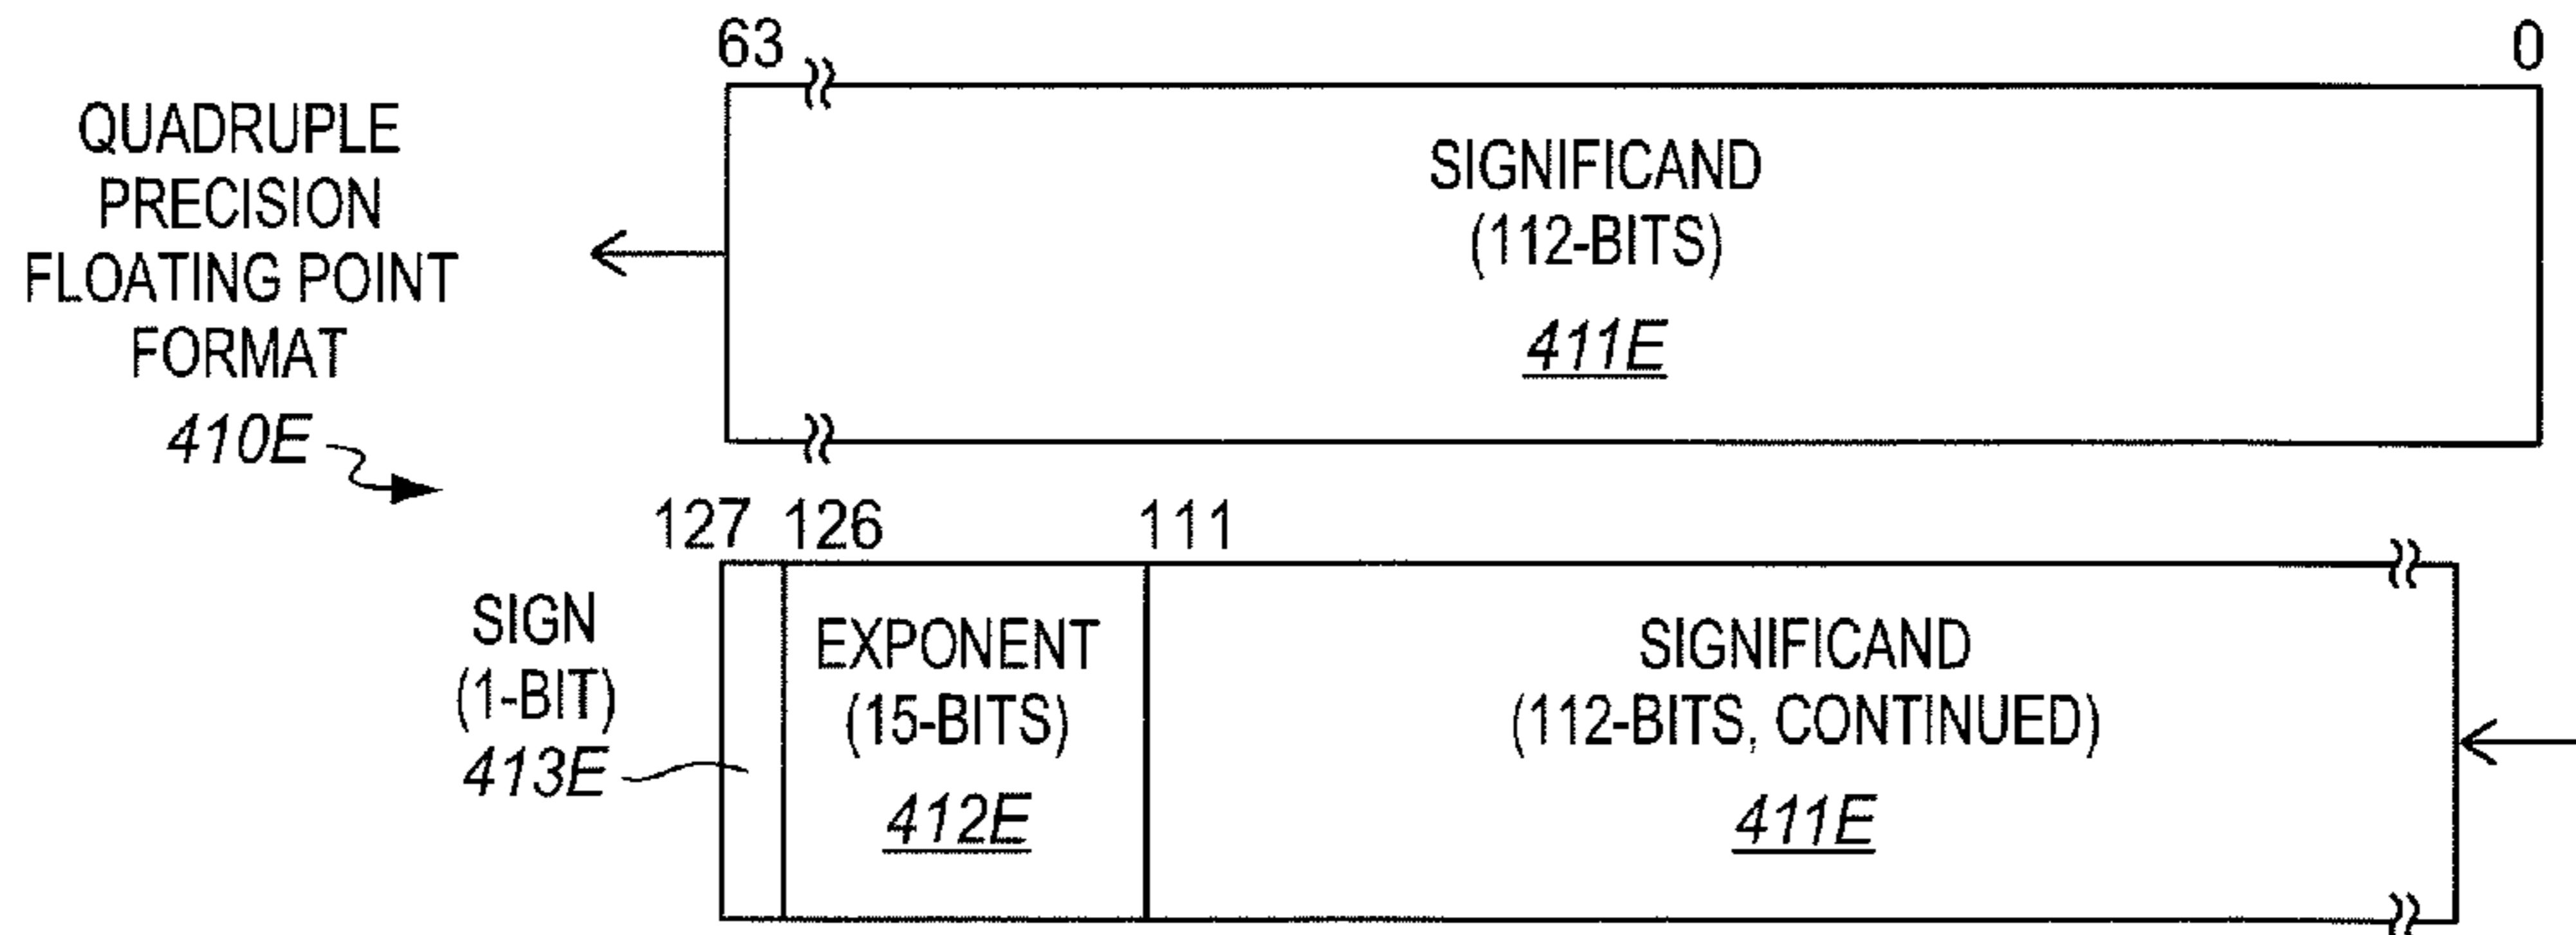 63 0
QUADRUPLE
PRECISION
FLOATING POINT
FORMAT
410E
SIGNIFICAND
(112-BITS)
411E
127 126 111
SIGN
(1-BIT)
413E
EXPONENT
(15-BITS)
412E
SIGNIFICAND
(112-BITS, CONTINUED)
411E